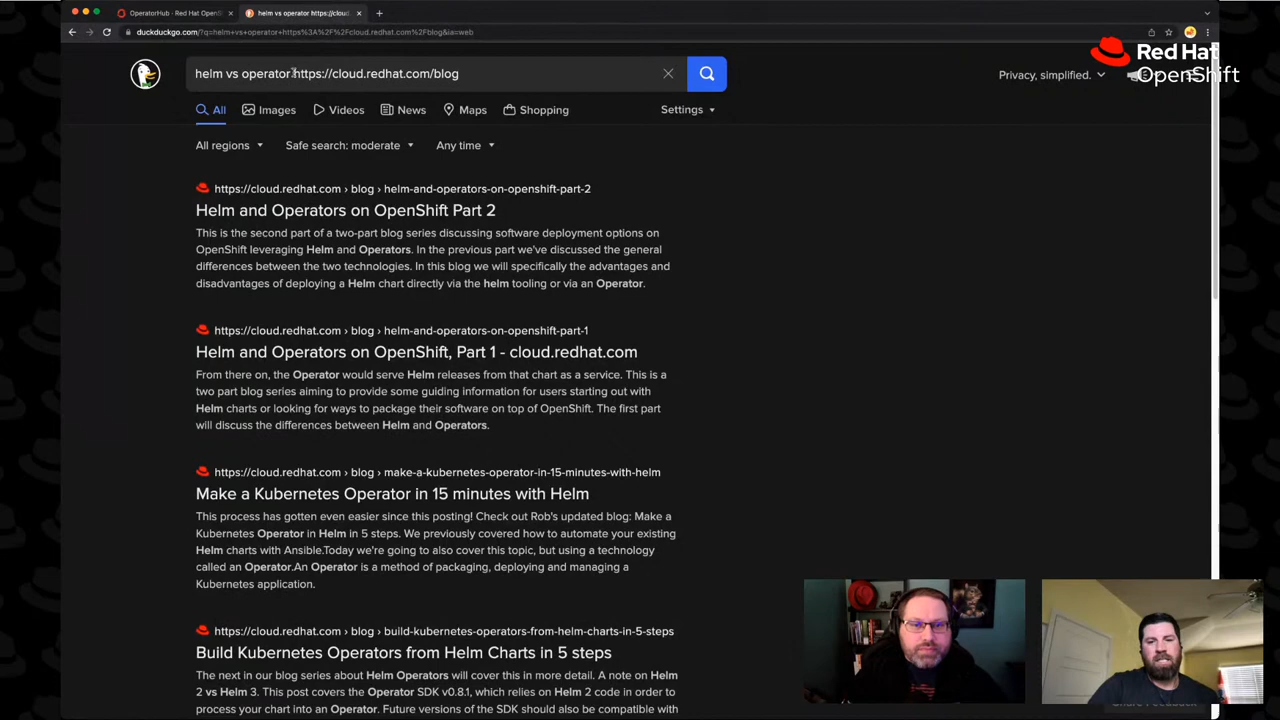 OperatorHub - Red Hat OpenSh
helm vs operator https://cloud.
duckduckgo.com/?q=helm+vs+operator+https%3A%2F%2Fcloud.redhat.com%2Fblog&ia=web
helm vs operator https://cloud.redhat.com/blog
Privacy, simplified.
Red Hat
OpenShift
All
Images
Videos
News
Maps
Shopping
Settings
All regions
Safe search: moderate
Any time
https://cloud.redhat.com › blog › helm-and-operators-on-openshift-part-2
Helm and Operators on OpenShift Part 2
This is the second part of a two-part blog series discussing software deployment options on
OpenShift leveraging Helm and Operators. In the previous part we've discussed the general
differences between the two technologies. In this blog we will specifically the advantages and
disadvantages of deploying a Helm chart directly via the helm tooling or via an Operator.
https://cloud.redhat.com › blog › helm-and-operators-on-openshift-part-1
Helm and Operators on OpenShift, Part 1 - cloud.redhat.com
From there on, the Operator would serve Helm releases from that chart as a service. This is a
two part blog series aiming to provide some guiding information for users starting out with
Helm charts or looking for ways to package their software on top of OpenShift. The first part
will discuss the differences between Helm and Operators.
https://cloud.redhat.com › blog › make-a-kubernetes-operator-in-15-minutes-with-helm
Make a Kubernetes Operator in 15 minutes with Helm
This process has gotten even easier since this posting! Check out Rob's updated blog: Make a
Kubernetes Operator in Helm in 5 steps. We previously covered how to automate your existing
Helm charts with Ansible.Today we're going to also cover this topic, but using a technology
called an Operator.An Operator is a method of packaging, deploying and managing a
Kubernetes application.
https://cloud.redhat.com › blog › build-kubernetes-operators-from-helm-charts-in-5-steps
Build Kubernetes Operators from Helm Charts in 5 steps
The next in our blog series about Helm Operators will cover this in more detail. A note on Helm
2 vs Helm 3. This post covers the Operator SDK v0.8.1, which relies on Helm 2 code in order to
process your chart into an Operator. Future versions of the SDK should also be compatible with
Share Feedback